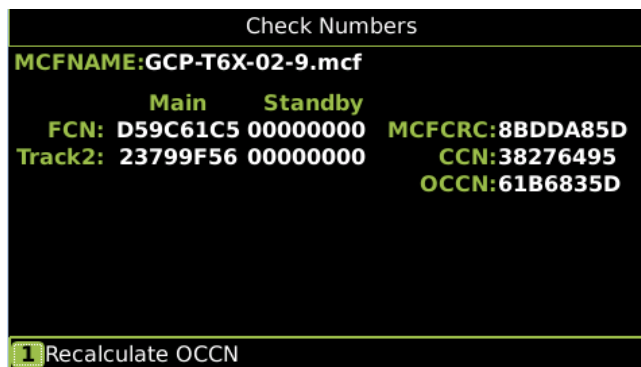 Check Numbers
MCFNAME:GCP-T6X-02-9.mcf
Main Standby
FCN: D59C61C5 00000000 MCFCRC:8BDDA85D
Track2: 23799F56 00000000 CCN:38276495
OCCN:61B6835D
1 Recalculate OCCN